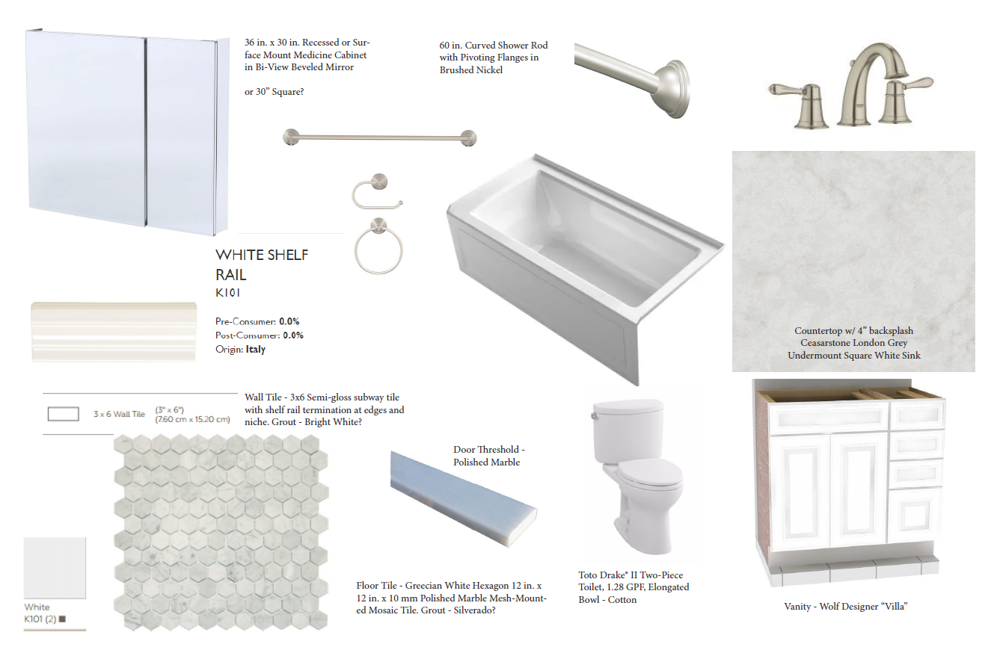 36 in. x 30 in. Recessed or Sur-
face Mount Medicine Cabinet
in Bi-View Beveled Mirror
or 30” Square?
60 in. Curved Shower Rod
with Pivoting Flanges in
Brushed Nickel
WHITE SHELF
RAIL
K101
Pre-Consumer: 0.0%
Post-Consumer: 0.0%
Origin: Italy
Countertop w/ 4” backsplash
Ceasarstone London Grey
Undermount Square White Sink
3 x 6 Wall Tile
(3" x 6")
(7.60 cm x 15.20 cm)
Wall Tile - 3x6 Semi-gloss subway tile
with shelf rail termination at edges and
niche. Grout - Bright White?
Door Threshold -
Polished Marble
White
K101 (2)
Floor Tile - Greecian White Hexagon 12 in. x
12 in. x 10 mm Polished Marble Mesh-Mount-
ed Mosaic Tile. Grout - Silverado?
Toto Drake® II Two-Piece
Toilet, 1.28 GPF, Elongated
Bowl - Cotton
Vanity - Wolf Designer “Villa”